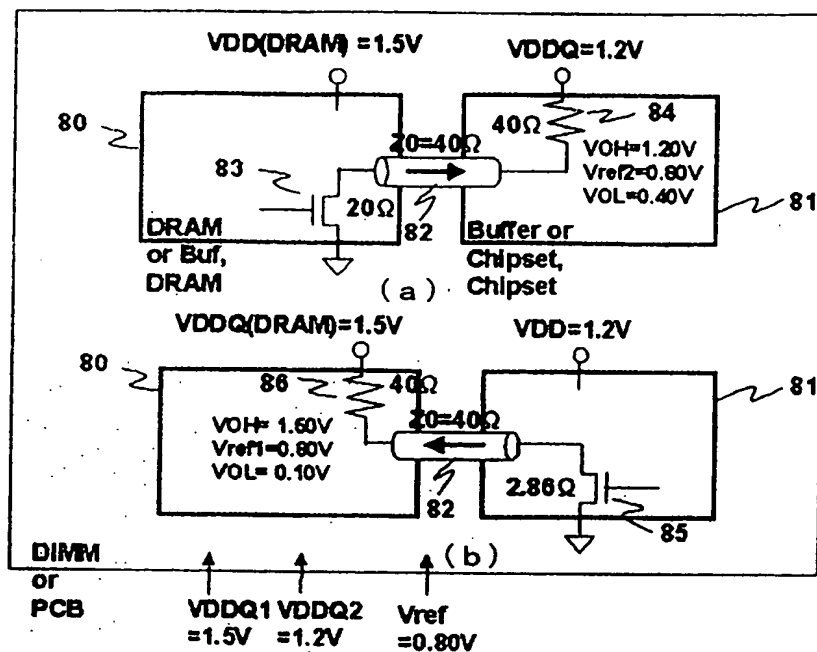 VDD(DRAM) =1.5V
VDDQ=1.2V
80
84
40Ω
Z0=40Ω
VOH=1.20V
Vref2=0.80V
VOL=0.40V
83
20Ω
82
81
DRAM
or Buf,
DRAM
Buffer or
Chipset,
Chipset
(a)
VDDQ(DRAM)=1.5V
VDD=1.2V
80
86
40Ω
81
Z0=40Ω
VOH= 1.60V
Vref1=0.80V
VOL= 0.10V
82
2.86Ω
85
(b)
DIMM
or
PCB
VDDQ1
=1.5V
VDDQ2
=1.2V
Vref
=0.80V